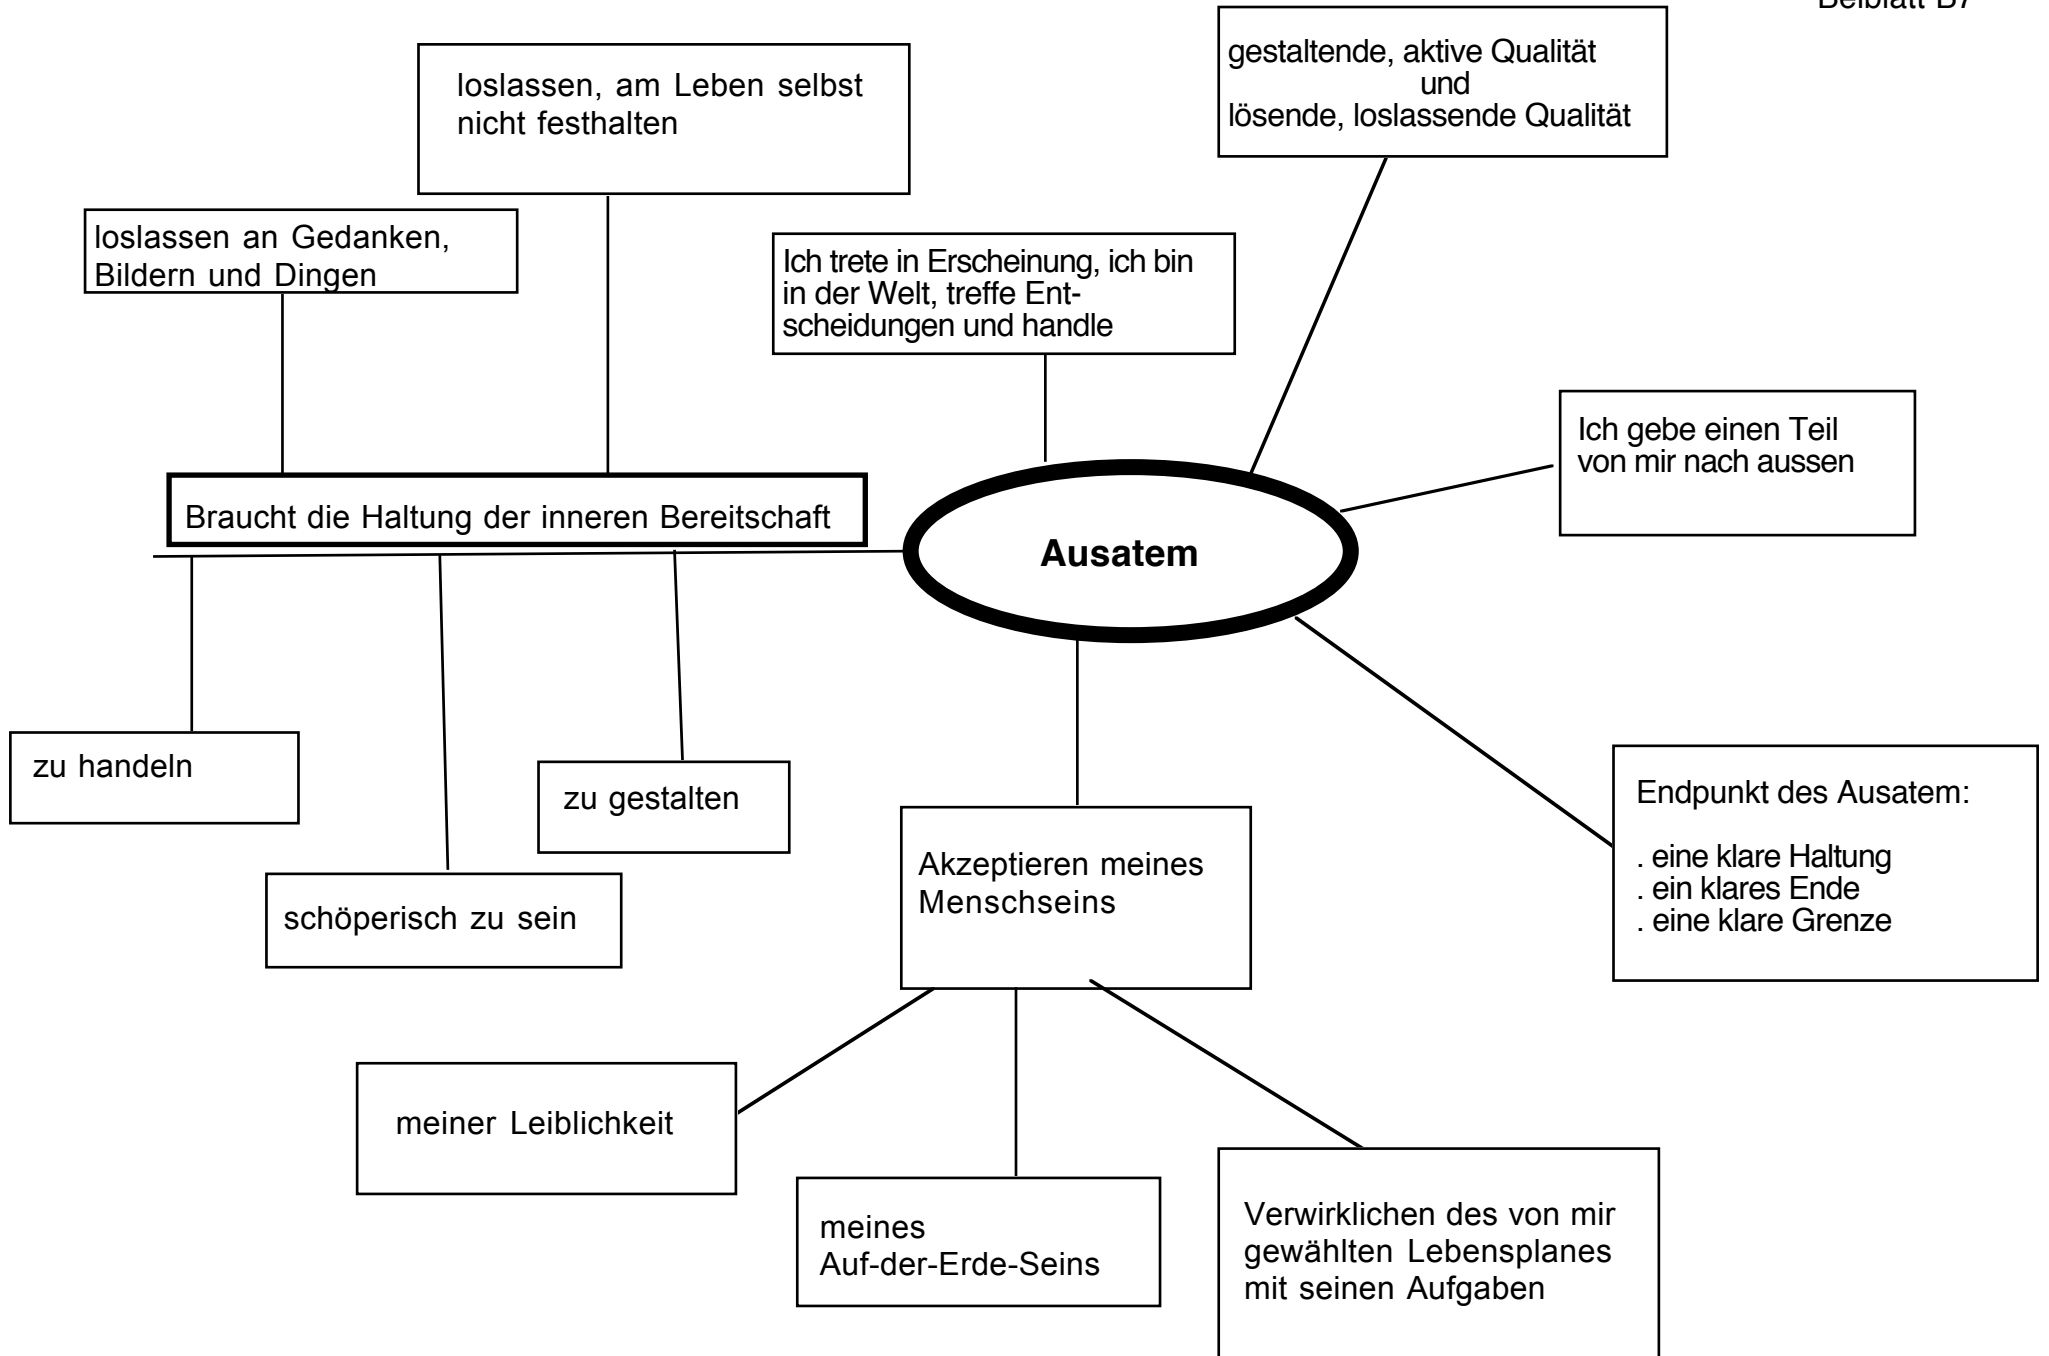 Beiblatt B7
gestaltende, aktive Qualität
und
lösende, loslassende Qualität
loslassen, am Leben selbst
nicht festhalten
loslassen an Gedanken,
Bildern und Dingen
Ich trete in Erscheinung, ich bin
in der Welt, treffe Ent-
scheidungen und handle
Ich gebe einen Teil
von mir nach aussen
Braucht die Haltung der inneren Bereitschaft
Ausatem
zu handeln
zu gestalten
schöperisch zu sein
Akzeptieren meines
Menschseins
Endpunkt des Ausatem:
. eine klare Haltung
. ein klares Ende
. eine klare Grenze
meiner Leiblichkeit
meines
Auf-der-Erde-Seins
Verwirklichen des von mir
gewählten Lebensplanes
mit seinen Aufgaben